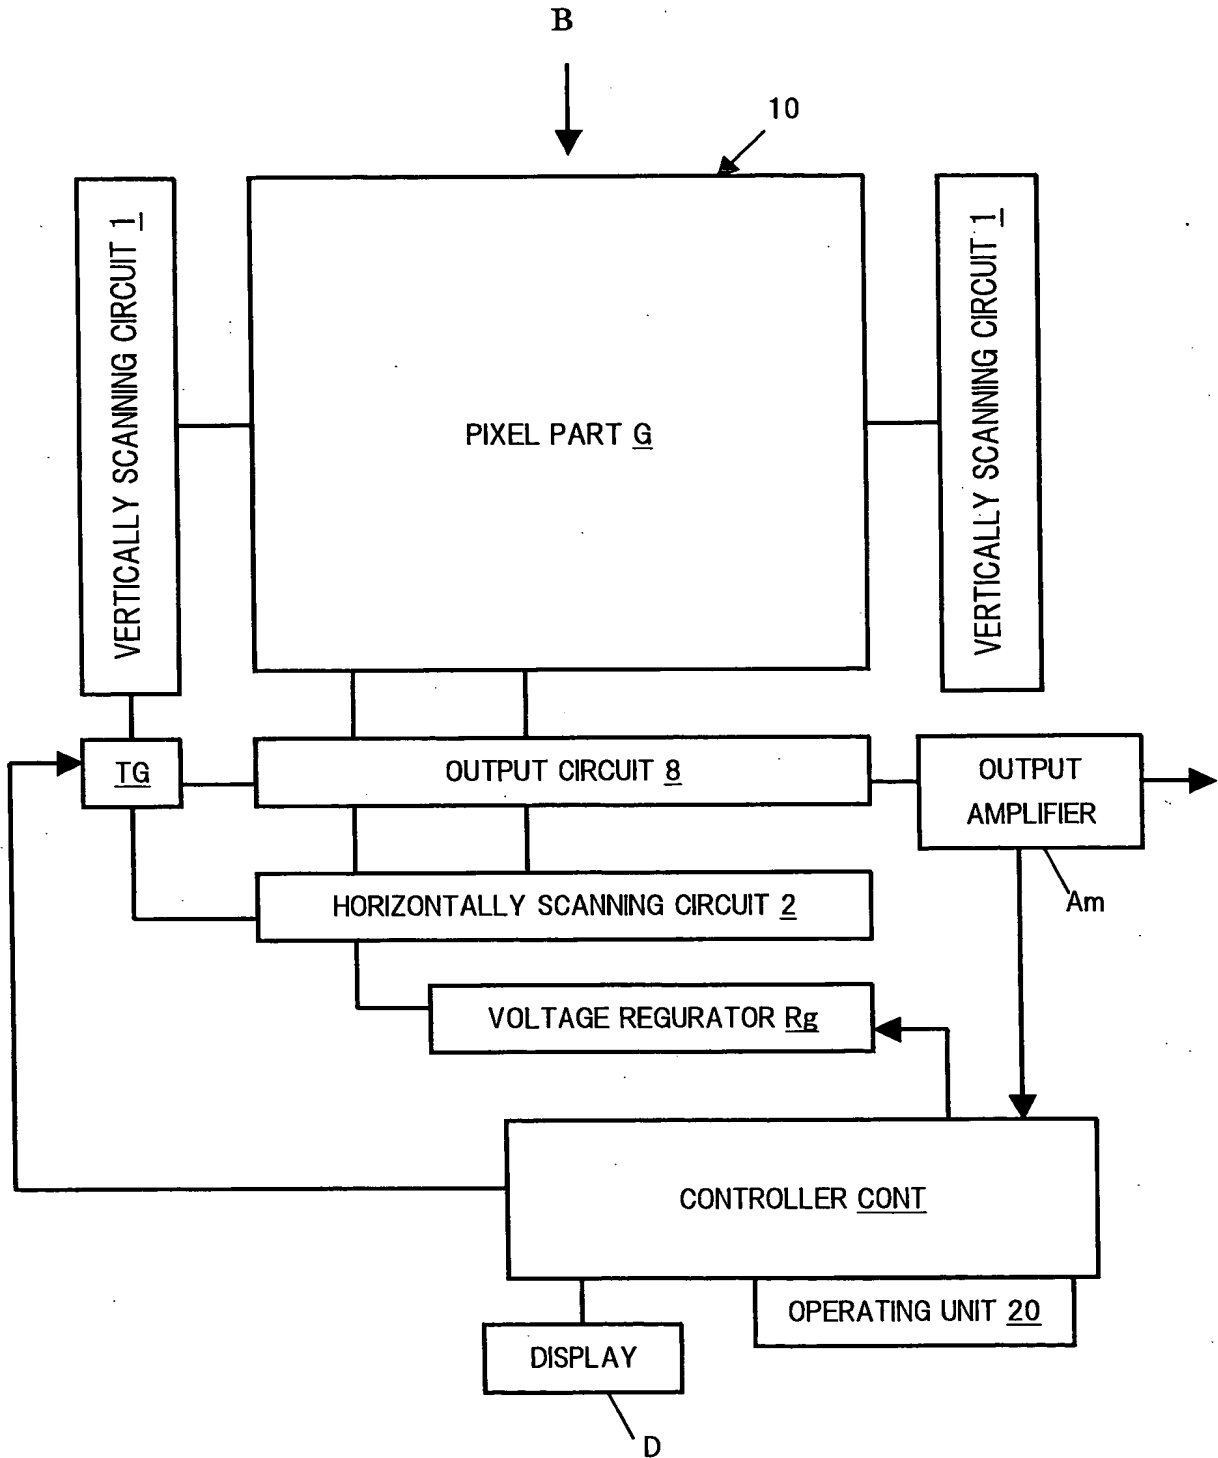 B
10
VERTICALLY SCANNING CIRCUIT 1
PIXEL PART G
VERTICALLY SCANNING CIRCUIT 1
TG
OUTPUT CIRCUIT 8
OUTPUT
AMPLIFIER
Am
HORIZONTALLY SCANNING CIRCUIT 2
VOLTAGE REGURATOR Rg
CONTROLLER CONT
OPERATING UNIT 20
DISPLAY
D